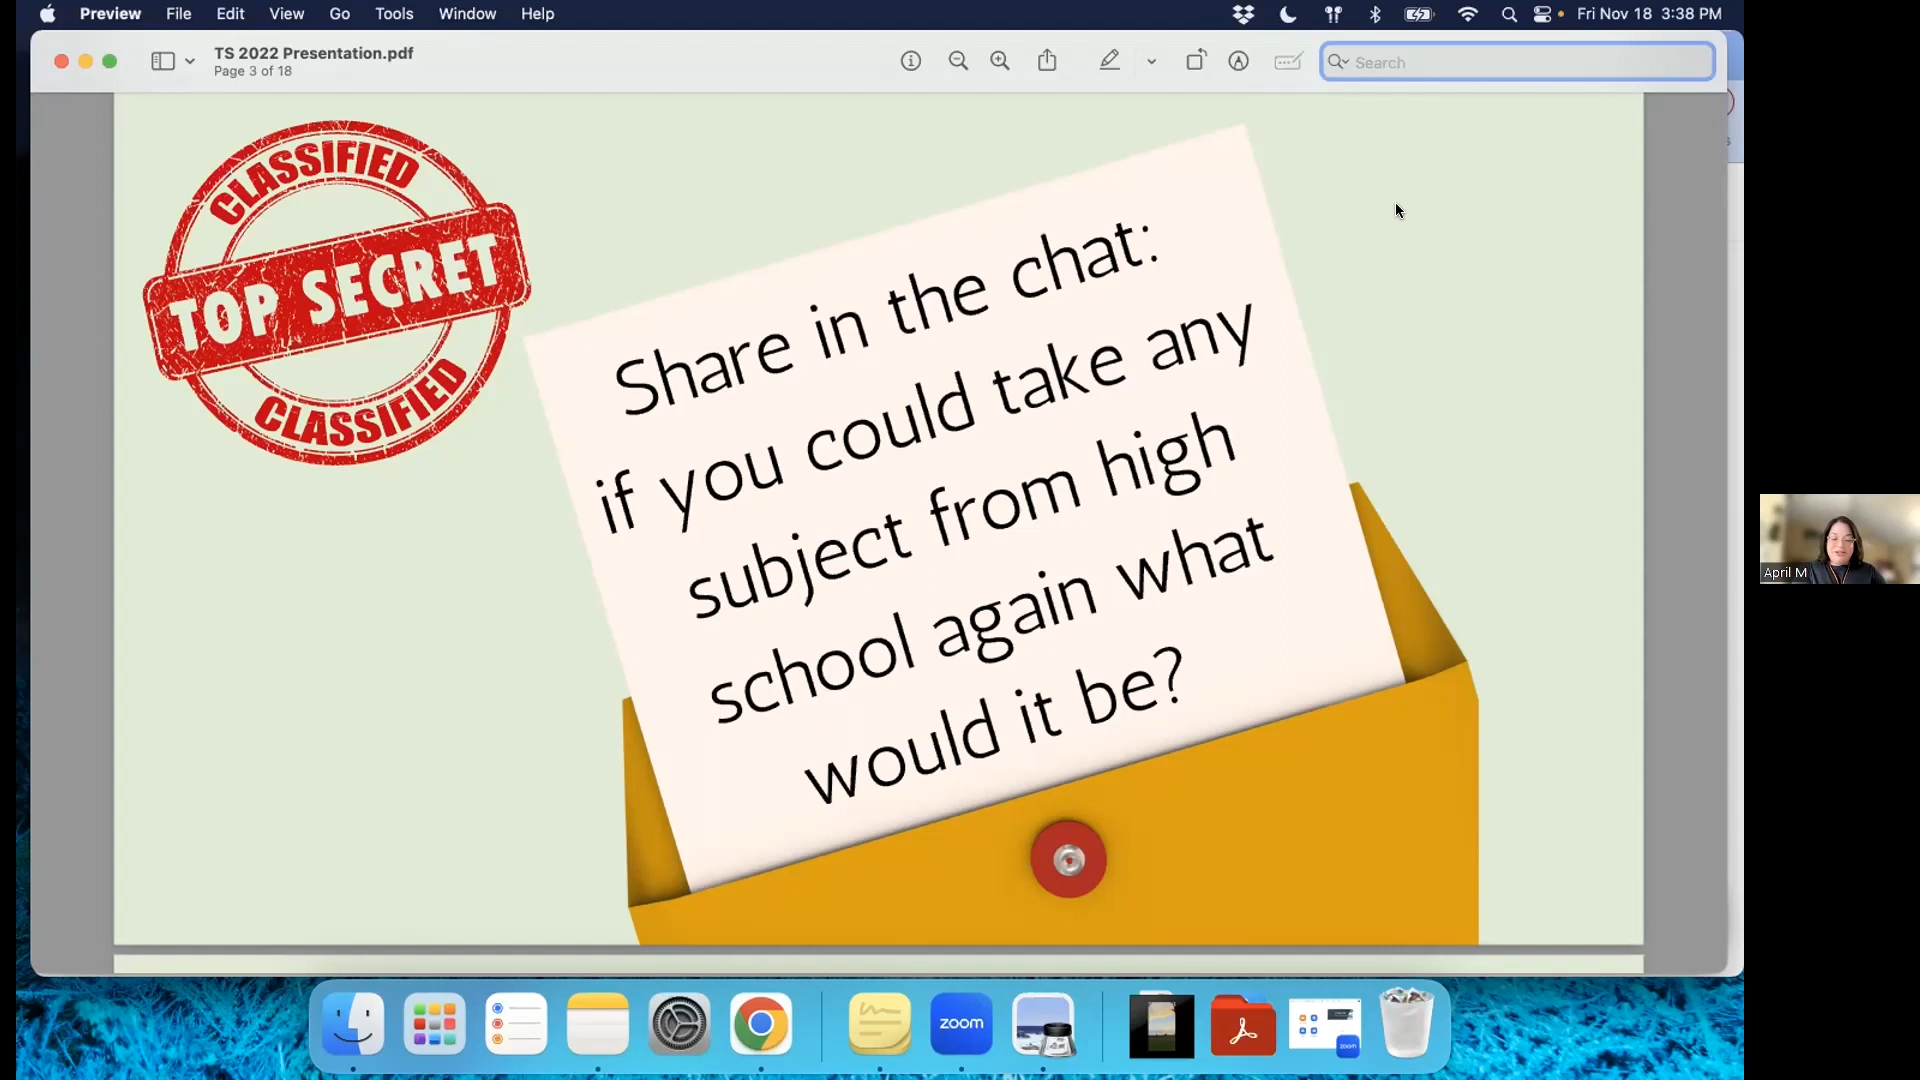 Preview File Edit View Go Tools Window Help
Fri Nov 18 3:38 PM
TS 2022 Presentation.pdf
Page 3 of 18
Search
CLASSIFIED
TOP SECRET
CLASSIFIED
Share in the chat:
if you could take any
subject from high
school again what
would it be?
April M
zoom
zoom